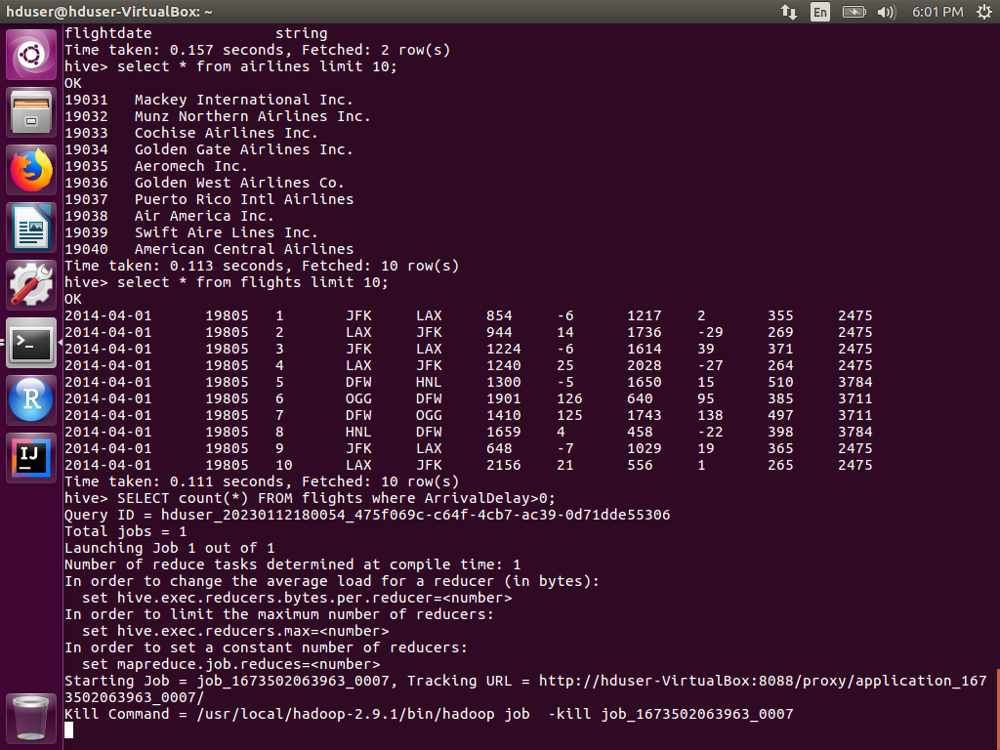 hduser@hduser-VirtualBox: ~ En 6:01 PM
flightdate string
Time taken: 0.157 seconds, Fetched: 2 row(s)
hive> select * from airlines limit 10;
OK
19031 Mackey International Inc.
19032 Munz Northern Airlines Inc.
19033 Cochise Airlines Inc.
19034 Golden Gate Airlines Inc.
19035 Aeromech Inc.
19036 Golden West Airlines Co.
19037 Puerto Rico Intl Airlines
19038 Air America Inc.
19039 Swift Aire Lines Inc.
19040 American Central Airlines
Time taken: 0.113 seconds, Fetched: 10 row(s)
hive> select * from flights limit 10;
OK
2014-04-01 19805 1 JFK LAX 854 -6 1217 2 355 2475
2014-04-01 19805 2 LAX JFK 944 14 1736 -29 269 2475
2014-04-01 19805 3 JFK LAX 1224 -6 1614 39 371 2475
2014-04-01 19805 4 LAX JFK 1240 25 2028 -27 264 2475
2014-04-01 19805 5 DFW HNL 1300 -5 1650 15 510 3784
2014-04-01 19805 6 OGG DFW 1901 126 640 95 385 3711
2014-04-01 19805 7 DFW OGG 1410 125 1743 138 497 3711
2014-04-01 19805 8 HNL DFW 1659 4 458 -22 398 3784
2014-04-01 19805 9 JFK LAX 648 -7 1029 19 365 2475
2014-04-01 19805 10 LAX JFK 2156 21 556 1 265 2475
Time taken: 0.111 seconds, Fetched: 10 row(s)
hive> SELECT count(*) FROM flights where ArrivalDelay>0;
Query ID = hduser_20230112180054_475f069c-c64f-4cb7-ac39-0d71dde55306
Total jobs = 1
Launching Job 1 out of 1
Number of reduce tasks determined at compile time: 1
In order to change the average load for a reducer (in bytes):
set hive.exec.reducers.bytes.per.reducer=<number>
In order to limit the maximum number of reducers:
set hive.exec.reducers.max=<number>
In order to set a constant number of reducers:
set mapreduce.job.reduces=<number>
Starting Job = job_1673502063963_0007, Tracking URL = http://hduser-VirtualBox:8088/proxy/application_167
3502063963_0007/
Kill Command = /usr/local/hadoop-2.9.1/bin/hadoop job  -kill job_1673502063963_0007
>_
R
IJ